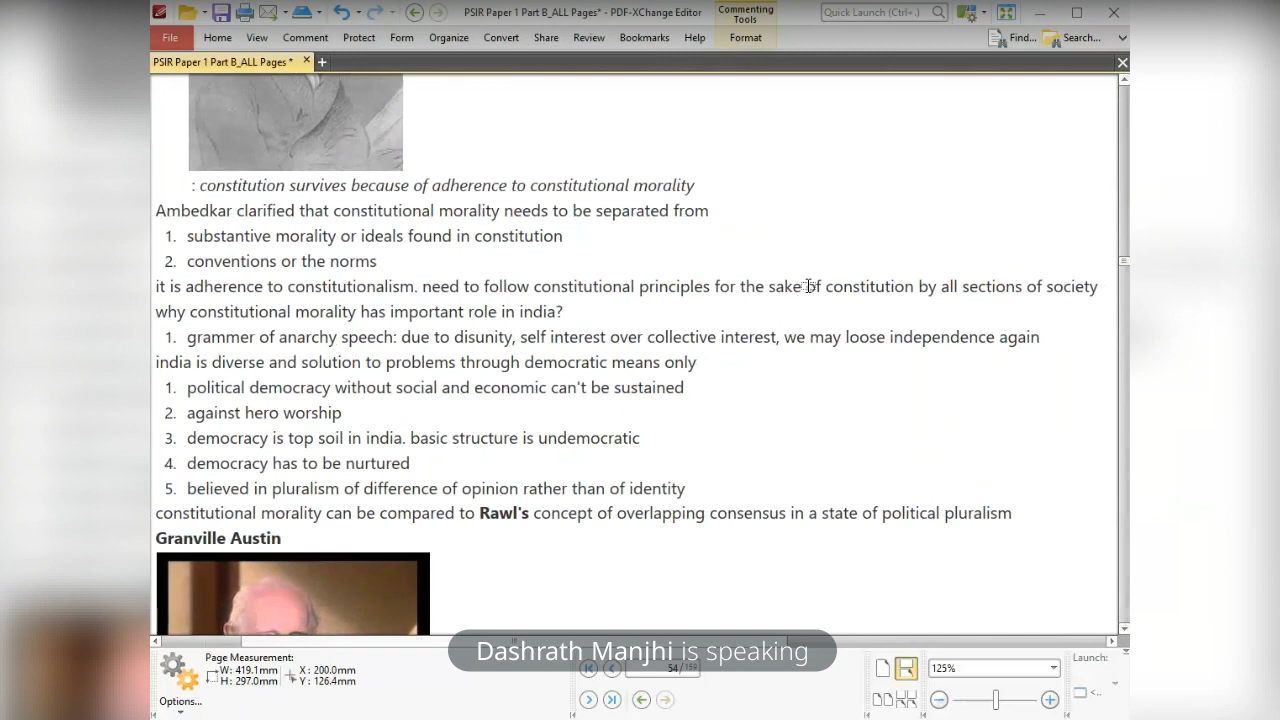 PSIR Paper 1 Part B_ALL Pages* - PDF-XChange Editor
Commenting Tools
Quick Launch (Ctrl+.)
File Home View Comment Protect Form Organize Convert Share Review Bookmarks Help Format
Find... Search...
PSIR Paper 1 Part B_ALL Pages *
: constitution survives because of adherence to constitutional morality
Ambedkar clarified that constitutional morality needs to be separated from
1. substantive morality or ideals found in constitution
2. conventions or the norms
it is adherence to constitutionalism. need to follow constitutional principles for the sake of constitution by all sections of society
why constitutional morality has important role in india?
1. grammer of anarchy speech: due to disunity, self interest over collective interest, we may loose independence again
india is diverse and solution to problems through democratic means only
1. political democracy without social and economic can't be sustained
2. against hero worship
3. democracy is top soil in india. basic structure is undemocratic
4. democracy has to be nurtured
5. believed in pluralism of difference of opinion rather than of identity
constitutional morality can be compared to Rawl's concept of overlapping consensus in a state of political pluralism
Granville Austin
Dashrath Manjhi is speaking
Page Measurement:
W: 419.1mm
H: 297.0mm
X: 200.0mm
Y: 126.4mm
Options...
54 / 159
125%
Launch: